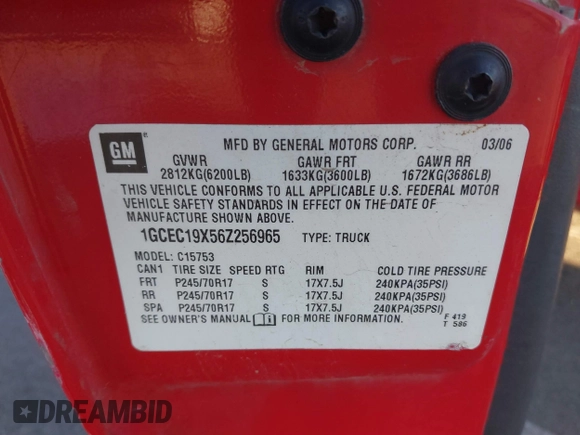 GM
MFD BY GENERAL MOTORS CORP. 03/06
GVWR GAWR FRT GAWR RR
2812KG(6200LB) 1633KG(3600LB) 1672KG(3686LB)
THIS VEHICLE CONFORMS TO ALL APPLICABLE U.S. FEDERAL MOTOR
VEHICLE SAFETY STANDARDS IN EFFECT ON THE DATE OF
MANUFACTURE SHOWN ABOVE.
1GCEC19X56Z256965 TYPE: TRUCK
MODEL: C15753
CAN1 TIRE SIZE SPEED RTG RIM COLD TIRE PRESSURE
FRT P245/70R17 S 17X7.5J 240KPA(35PSI)
RR P245/70R17 S 17X7.5J 240KPA(35PSI)
SPA P245/70R17 S 17X7.5J 240KPA(35PSI)
SEE OWNER'S MANUAL FOR MORE INFORMATION.
F 419
T 586
DREAMBID